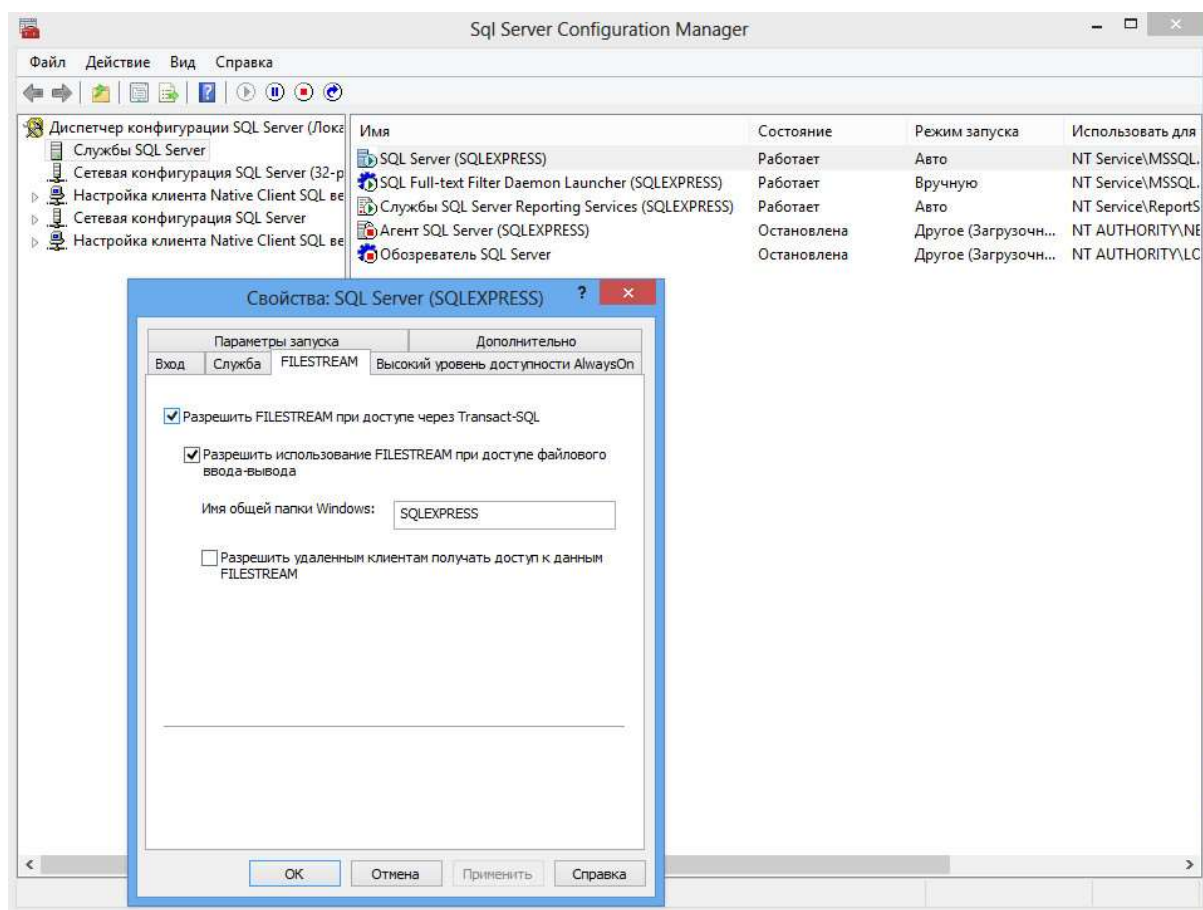 Sql Server Configuration Manager
Файл Действие Вид Справка
Диспетчер конфигурации SQL Server (Лока
Службы SQL Server
Сетевая конфигурация SQL Server (32-р
Настройка клиента Native Client SQL ве
Сетевая конфигурация SQL Server
Настройка клиента Native Client SQL ве
Имя Состояние Режим запуска Использовать для
SQL Server (SQLEXPRESS) Работает Авто NT Service\MSSQL.
SQL Full-text Filter Daemon Launcher (SQLEXPRESS) Работает Вручную NT Service\MSSQL.
Службы SQL Server Reporting Services (SQLEXPRESS) Работает Авто NT Service\ReportS
Агент SQL Server (SQLEXPRESS) Остановлена Другое (Загрузочн... NT AUTHORITY\NE
Обозреватель SQL Server Остановлена Другое (Загрузочн... NT AUTHORITY\LC
Свойства: SQL Server (SQLEXPRESS) ?
Параметры запуска Дополнительно
Вход Служба FILESTREAM Высокий уровень доступности AlwaysOn
Разрешить FILESTREAM при доступе через Transact-SQL
Разрешить использование FILESTREAM при доступе файлового
ввода-вывода
Имя общей папки Windows: SQLEXPRESS
Разрешить удаленным клиентам получать доступ к данным
FILESTREAM
ОК Отмена Применить Справка